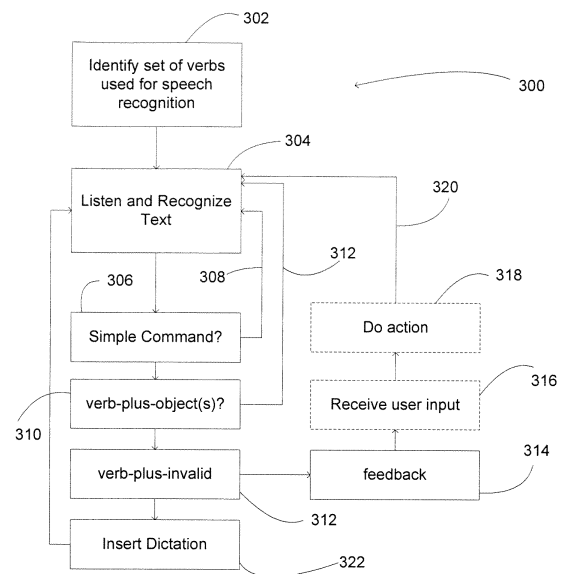 302
Identify set of verbs
used for speech
recognition
300
304
Listen and Recognize
Text
320
312
308
306
318
Simple Command?
Do action
316
verb-plus-object(s)?
Receive user input
310
314
verb-plus-invalid
feedback
312
Insert Dictation
322